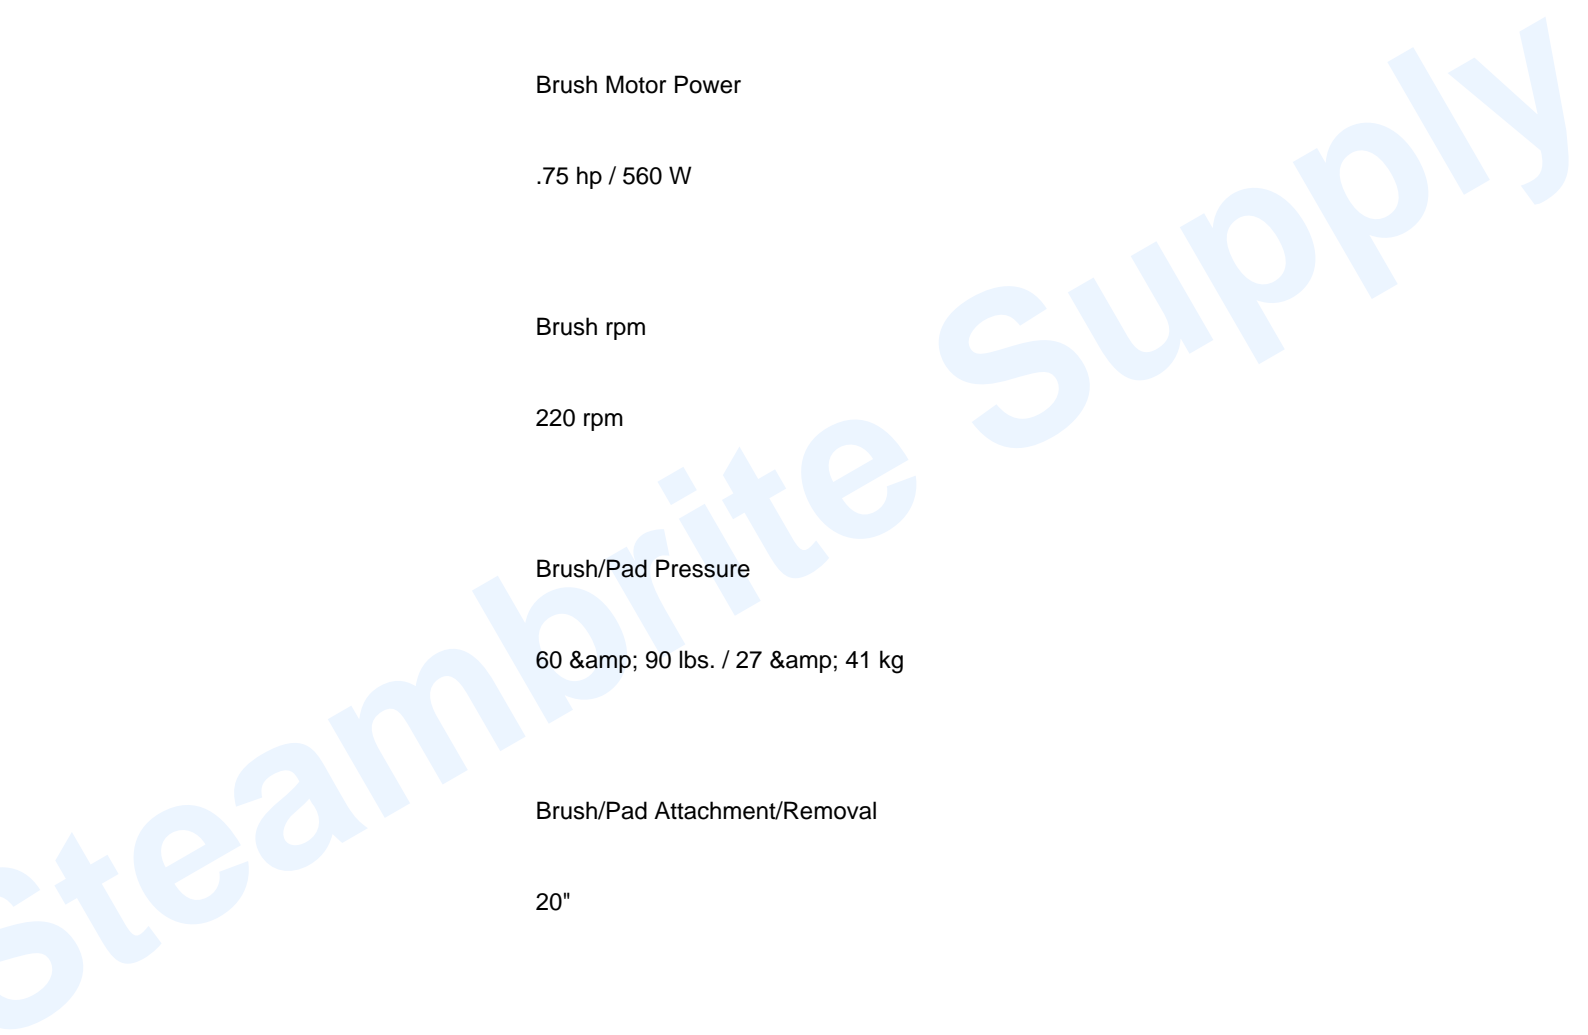 Brush Motor Power
.75 hp / 560 W
Brush rpm
220 rpm
Brush/Pad Pressure
60 &amp; 90 lbs. / 27 &amp; 41 kg
Brush/Pad Attachment/Removal
20"
Steambrite Supply